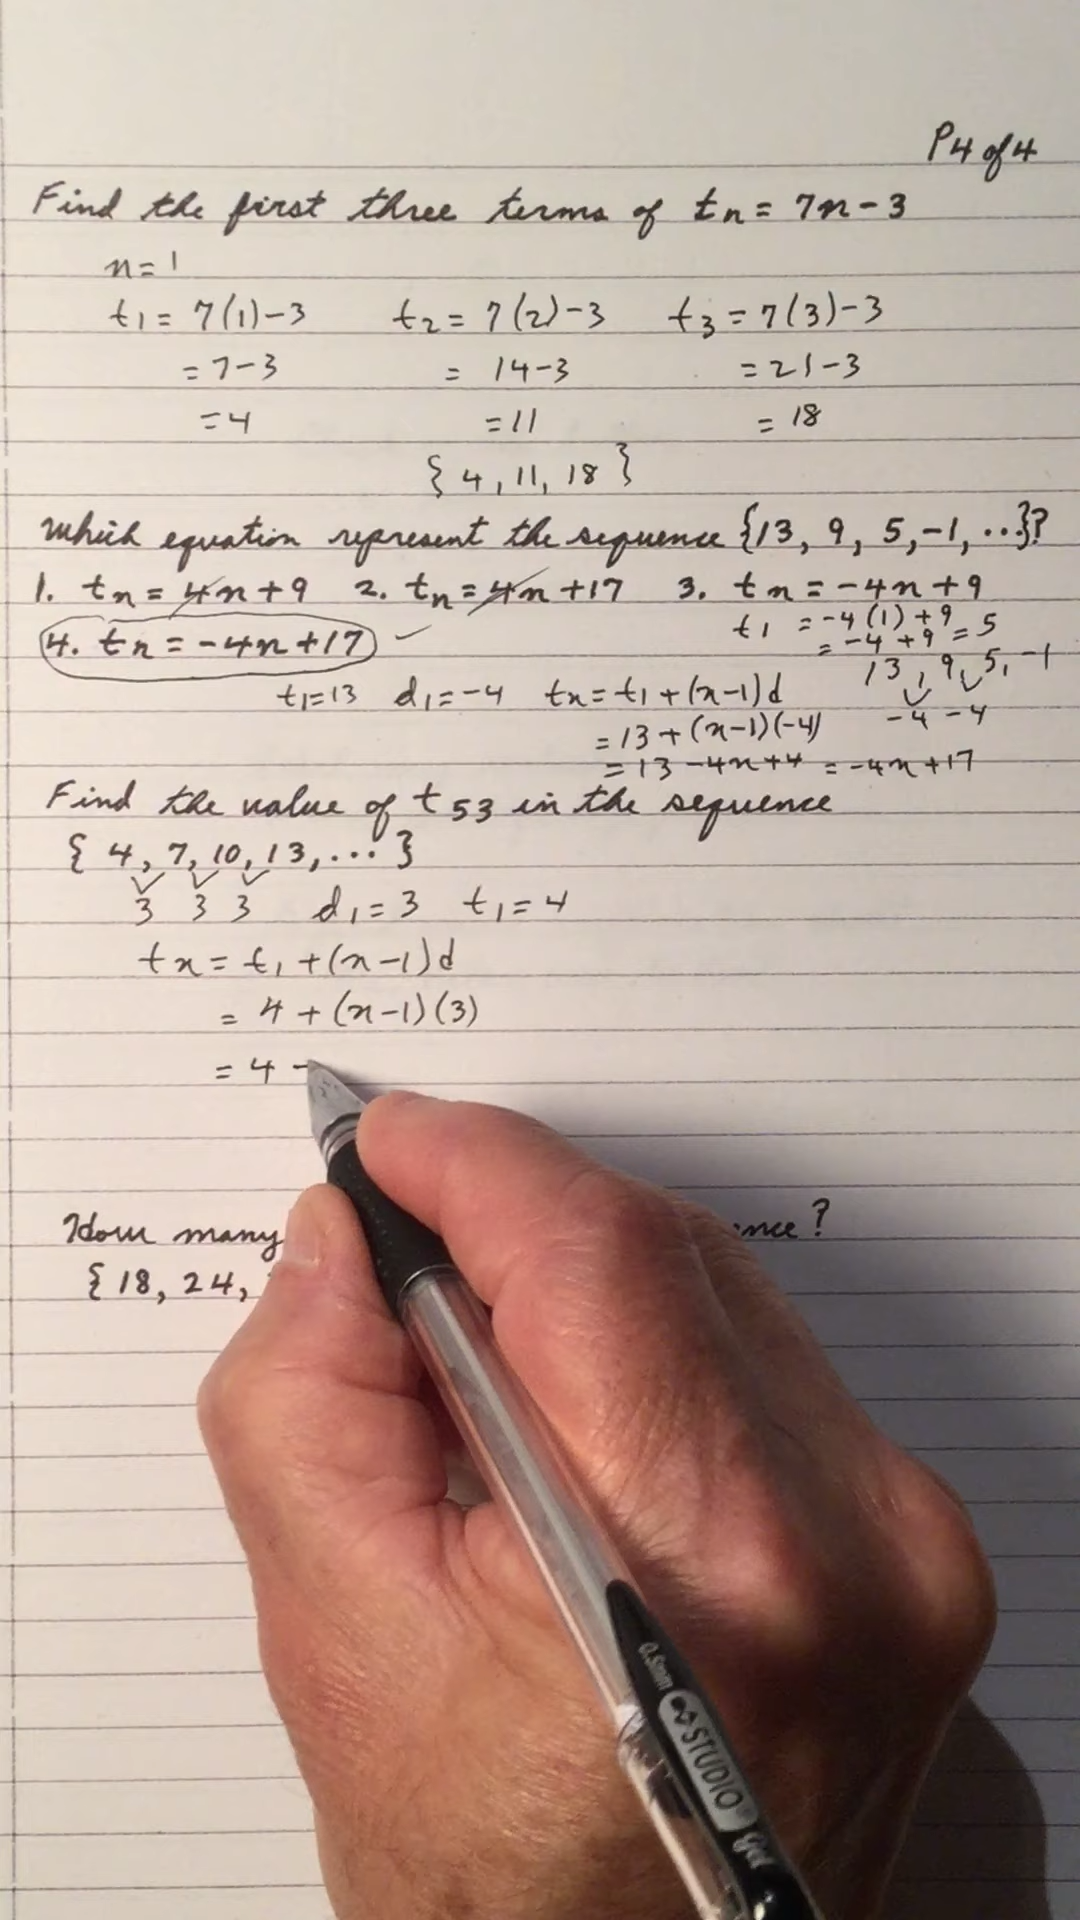 P4 of 4
Find the first three terms of tn = 7n-3
n=1
t1 = 7(1)-3 t2 = 7(2)-3 t3 = 7(3)-3
= 7-3 = 14-3 = 21-3
= 4 = 11 = 18
{ 4, 11, 18 }
Which equation represent the sequence {13, 9, 5, -1, ...}?
1. tn = 4n+9 2. tn = 4n+17 3. tn = -4n+9
t1 = -4(1)+9
= -4+9 = 5
4. tn = -4n+17 ✓
13, 9, 5, -1
-4 -4
t1=13 d1=-4 tn = t1+(n-1)d
= 13+(n-1)(-4)
= 13-4n+4 = -4n+17
Find the value of t53 in the sequence
{ 4, 7, 10, 13, ... }
3 3 3 d1=3 t1=4
tn = t1+(n-1)d
= 4+(n-1)(3)
= 4 -
How many
?
{ 18, 24,
0.5mm STUDIO gel